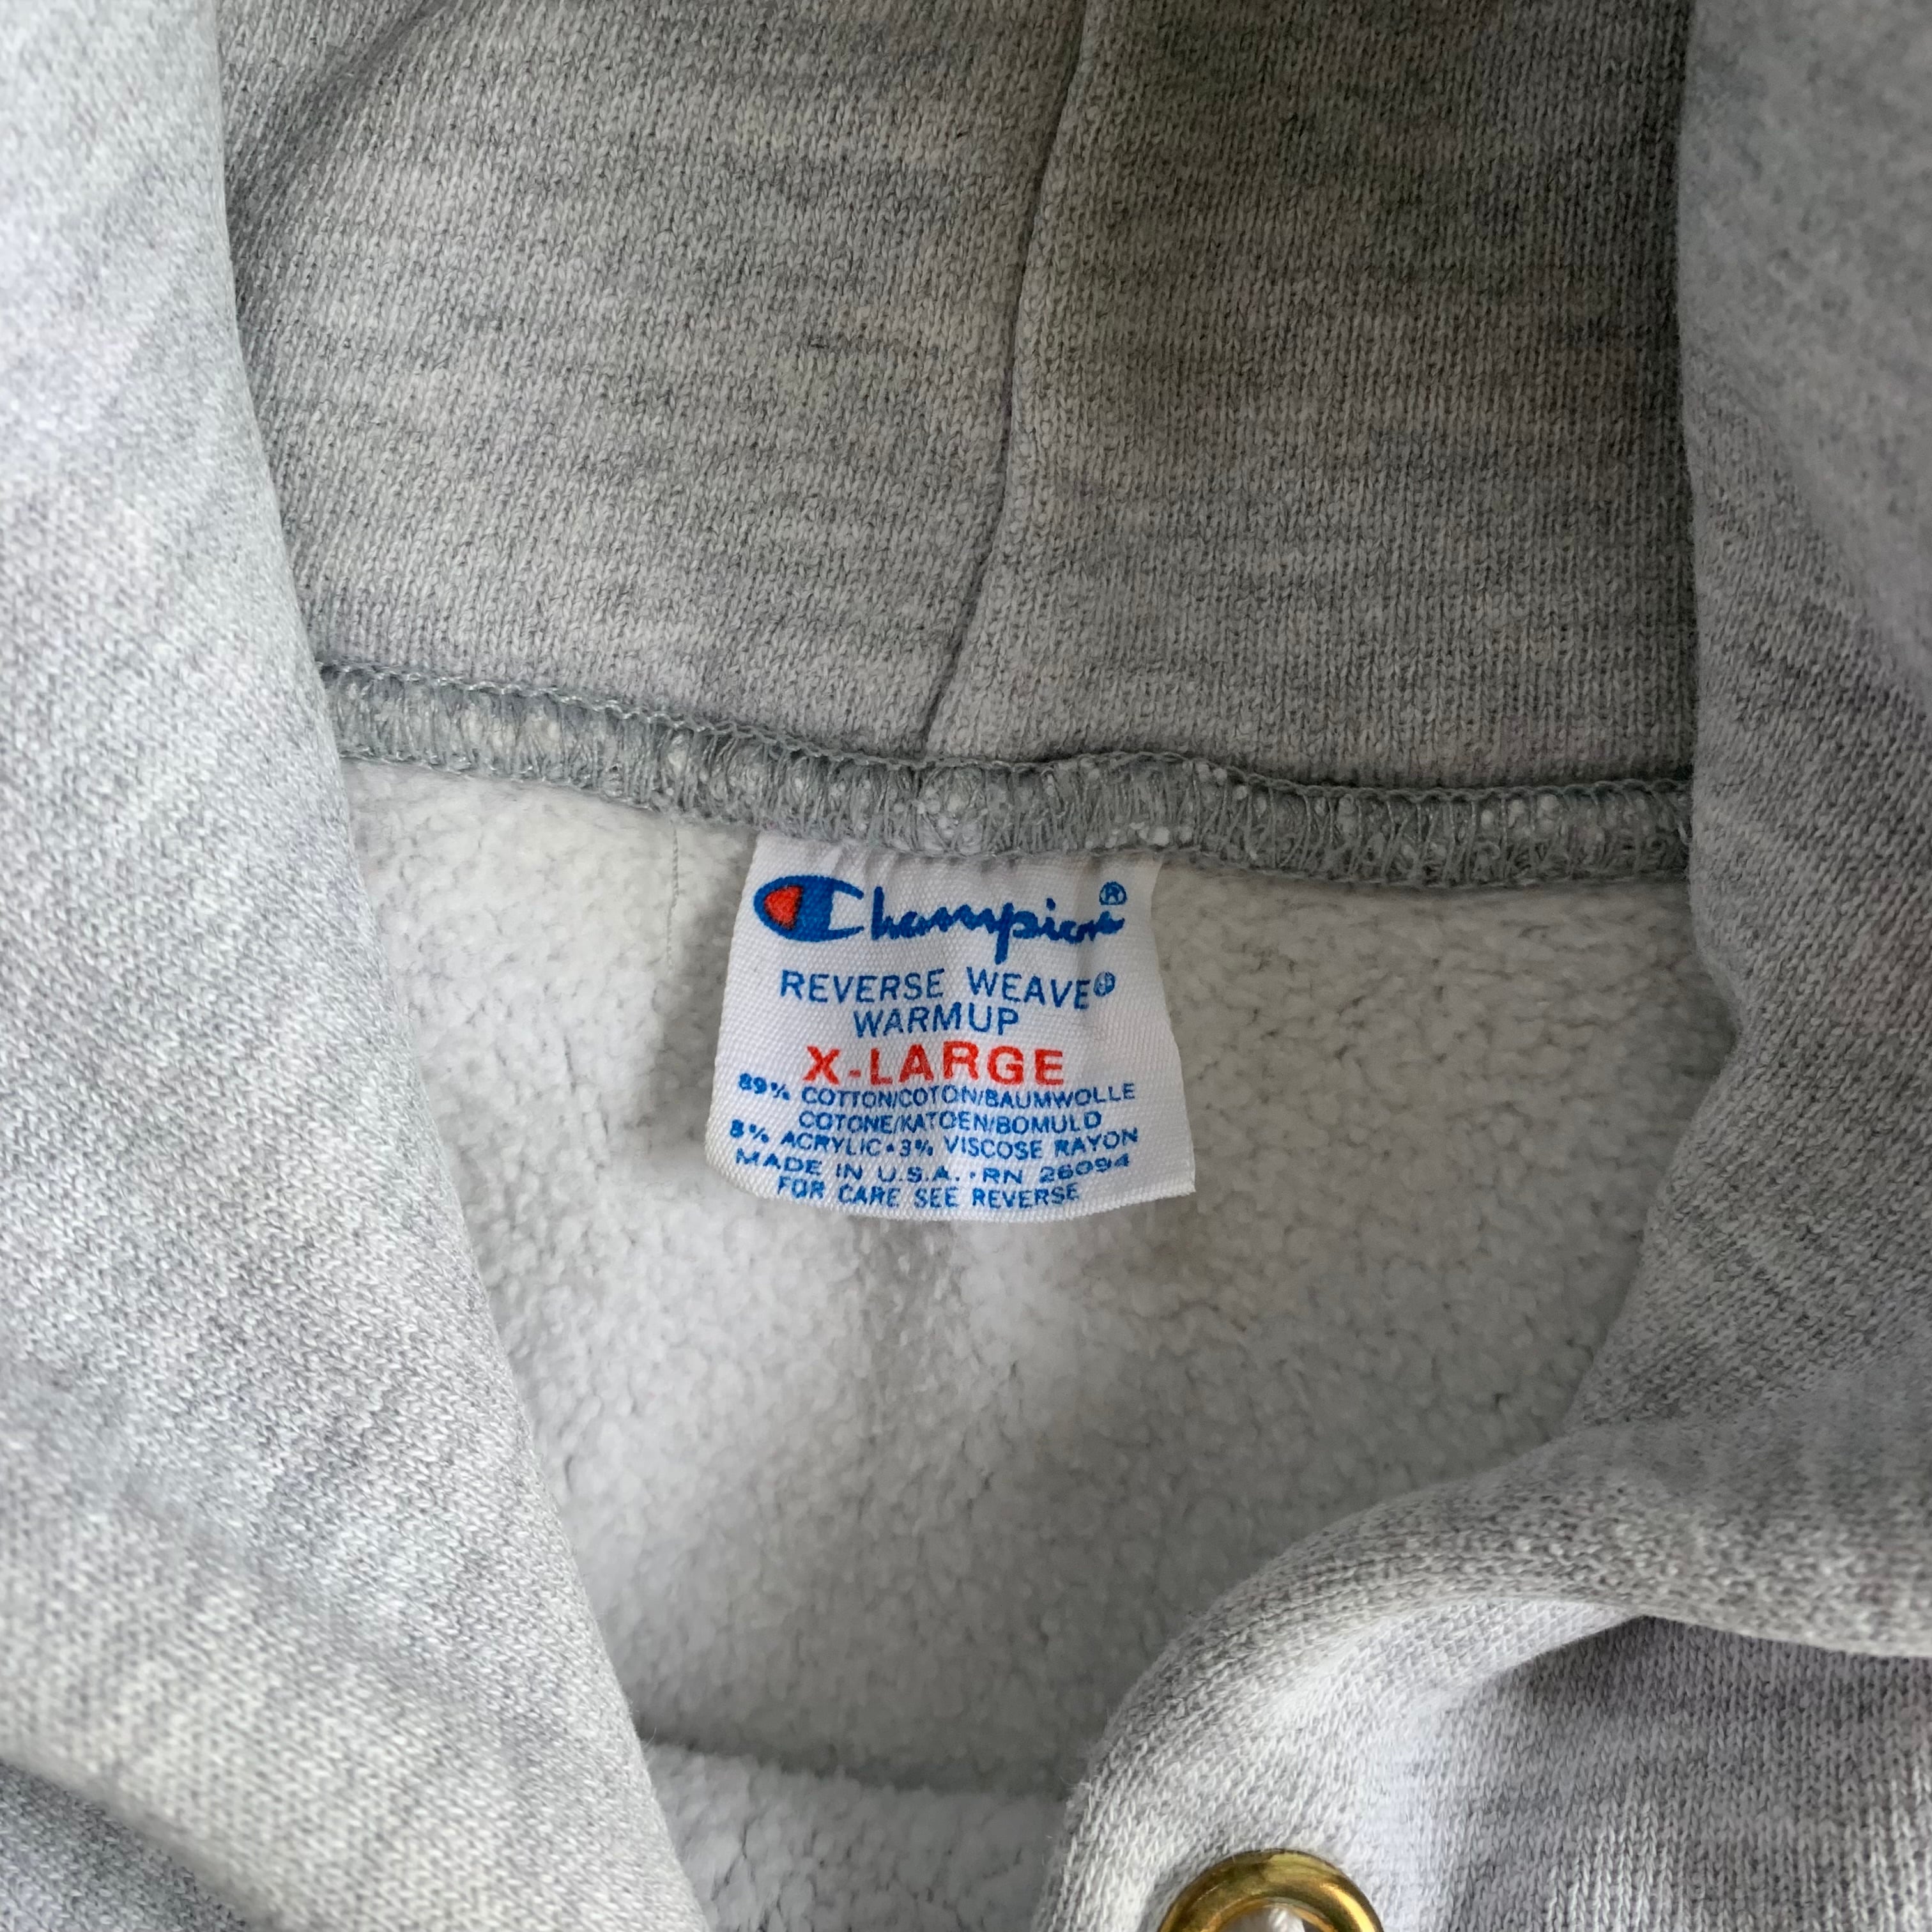 Champion®
REVERSE WEAVE®
WARMUP
X-LARGE
89% COTTON/COTON/BAUMWOLLE
COTONE/KATOEN/BOMULD
8% ACRYLIC•3% VISCOSE RAYON
MADE IN U.S.A.•RN 26094
FOR CARE SEE REVERSE